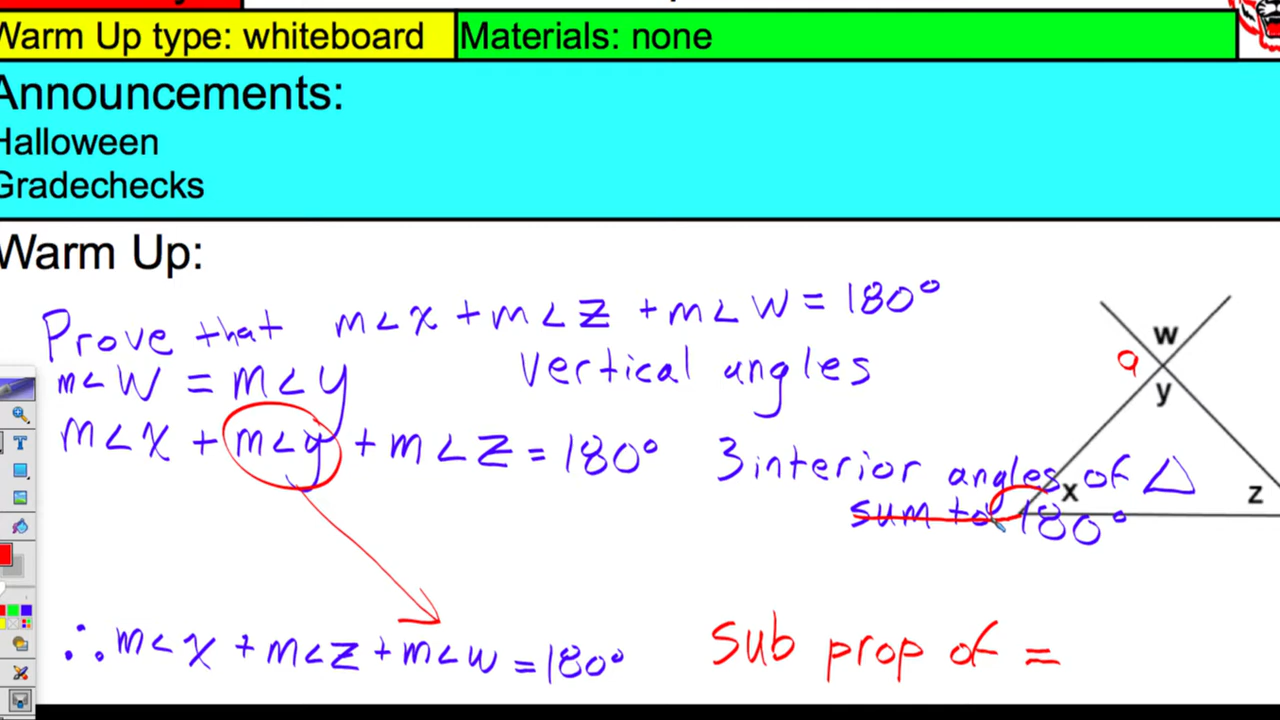 Warm Up type: whiteboard
Materials: none
Announcements:
Halloween
Gradechecks
Warm Up:
Prove that m∠x + m∠z + m∠w = 180°
m∠w = m∠y vertical angles
m∠x + m∠y + m∠z = 180° 3 interior angles of △
sum to 180°
∴ m∠x + m∠z + m∠w = 180° sub prop of =
w
a
y
x
z
T